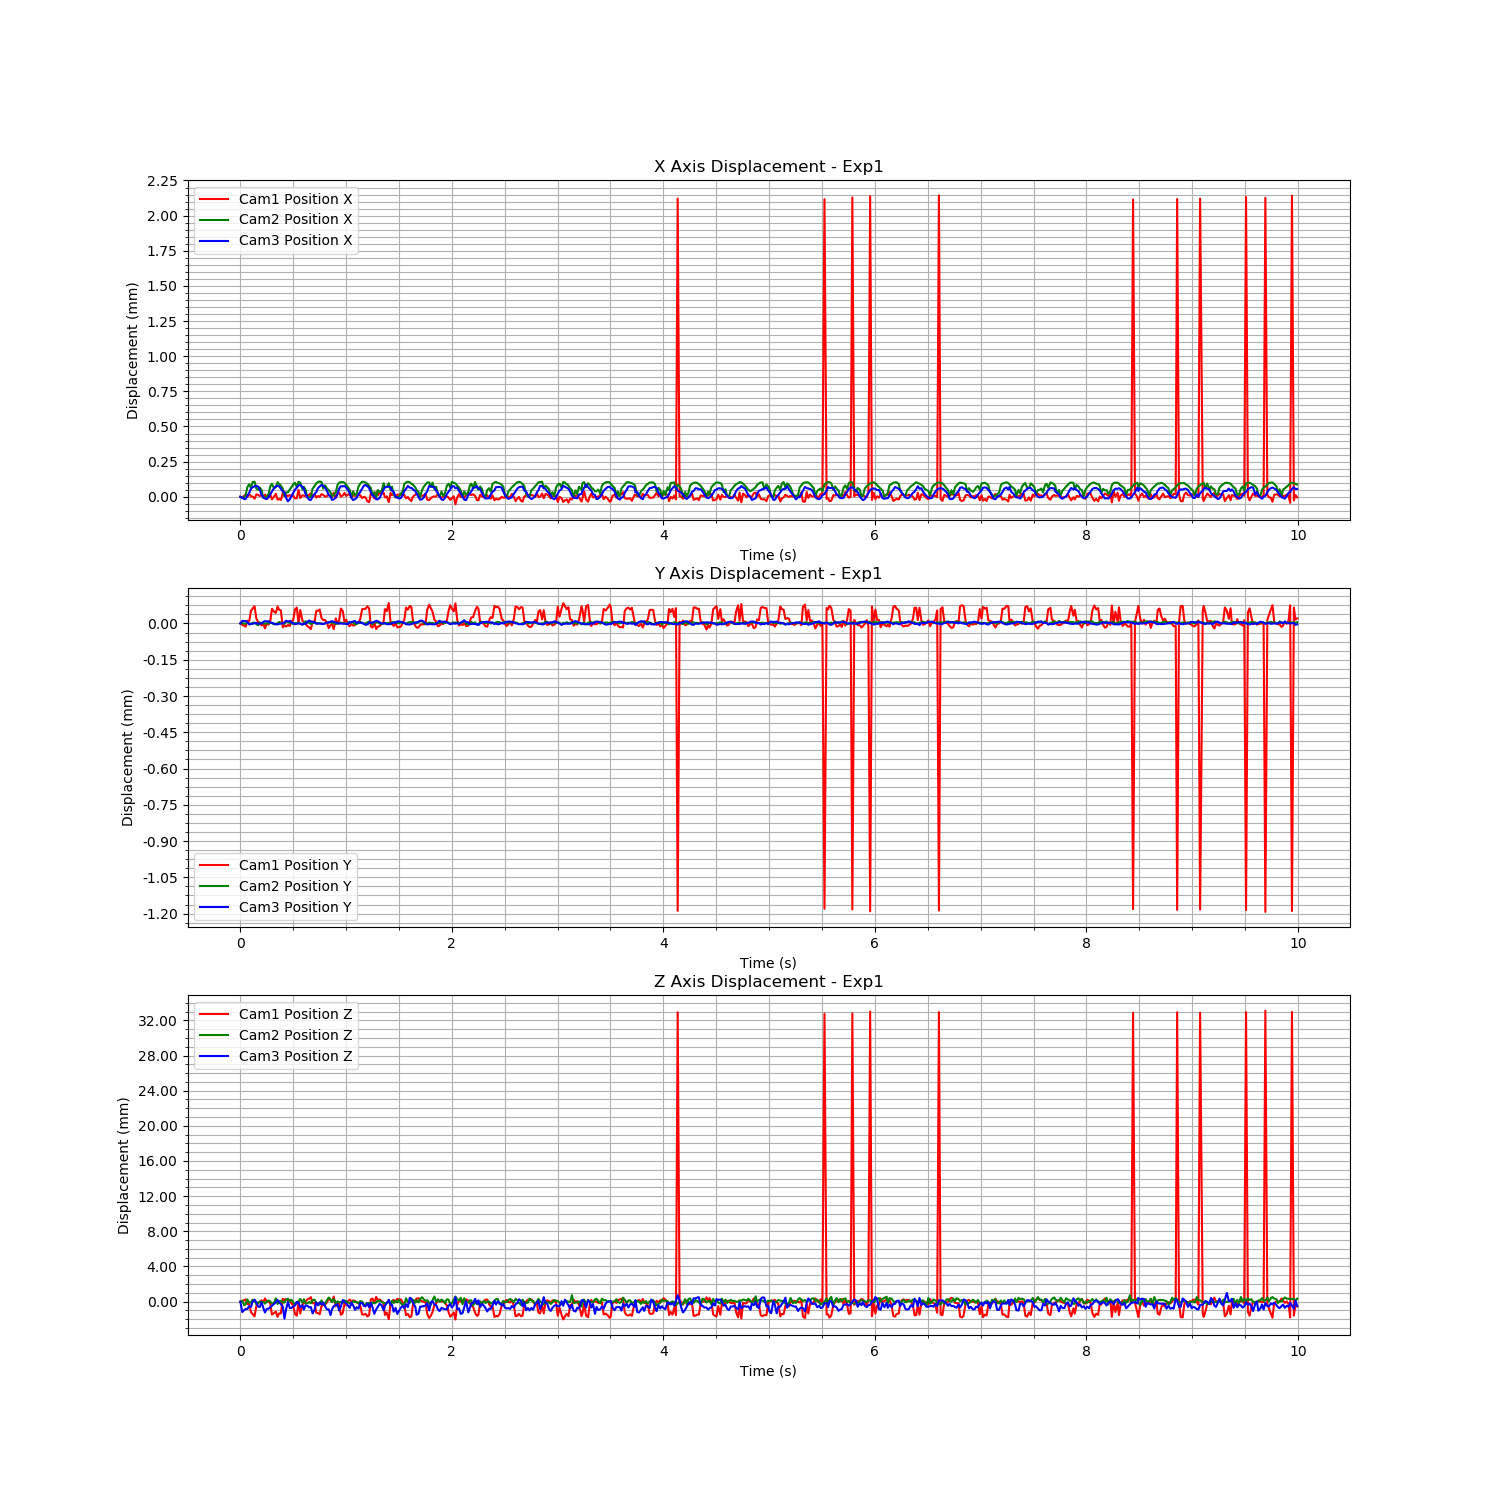 X Axis Displacement - Exp1
2.25
2.00
1.75
1.50
1.25
1.00
0.75
0.50
0.25
0.00
Displacement (mm)
Cam1 Position X
Cam2 Position X
Cam3 Position X
0 2 4 6 8 10
Time (s)
Y Axis Displacement - Exp1
0.00
-0.15
-0.30
-0.45
-0.60
-0.75
-0.90
-1.05
-1.20
Displacement (mm)
Cam1 Position Y
Cam2 Position Y
Cam3 Position Y
0 2 4 6 8 10
Time (s)
Z Axis Displacement - Exp1
32.00
28.00
24.00
20.00
16.00
12.00
8.00
4.00
0.00
Displacement (mm)
Cam1 Position Z
Cam2 Position Z
Cam3 Position Z
0 2 4 6 8 10
Time (s)